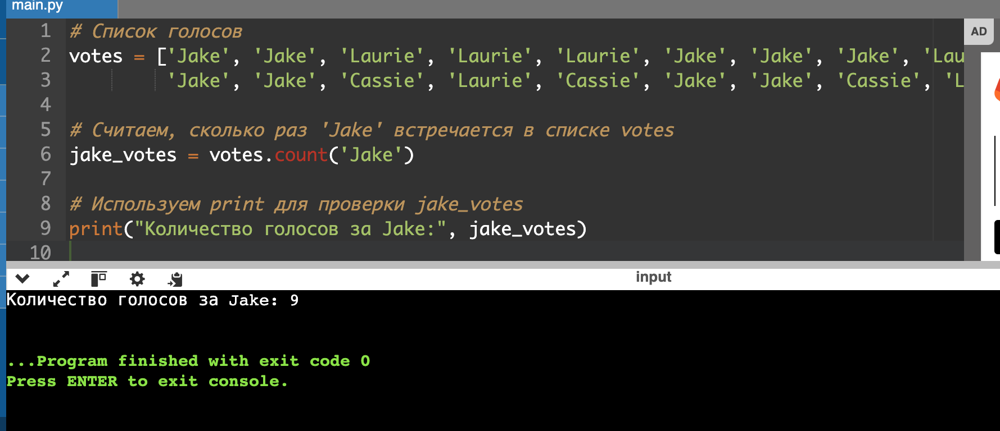 main.py
1 # Список голосов
2 votes = ['Jake', 'Jake', 'Laurie', 'Laurie', 'Laurie', 'Jake', 'Jake', 'Jake', 'Lau
3 'Jake', 'Jake', 'Cassie', 'Laurie', 'Cassie', 'Jake', 'Jake', 'Cassie', 'L
4
5 # Считаем, сколько раз 'Jake' встречается в списке votes
6 jake_votes = votes.count('Jake')
7
8 # Используем print для проверки jake_votes
9 print("Количество голосов за Jake:", jake_votes)
10
AD
input
Количество голосов за Jake: 9
...Program finished with exit code 0
Press ENTER to exit console.